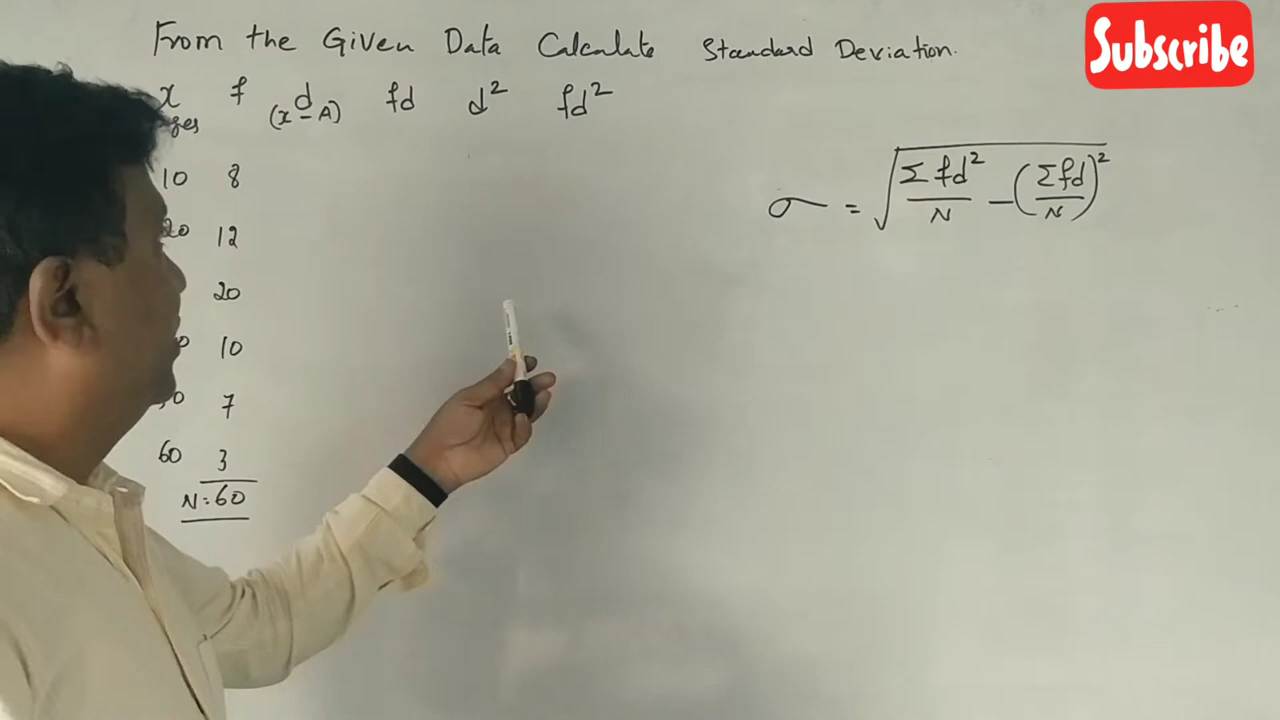 From the Given Data Calculate Standard Deviation.
Subscribe
x f d fd d² fd²
(x-A)
10 8
20 12
20
10
7
60 3
N:60
σ = √(Σfd²/N - (Σfd/N)²)